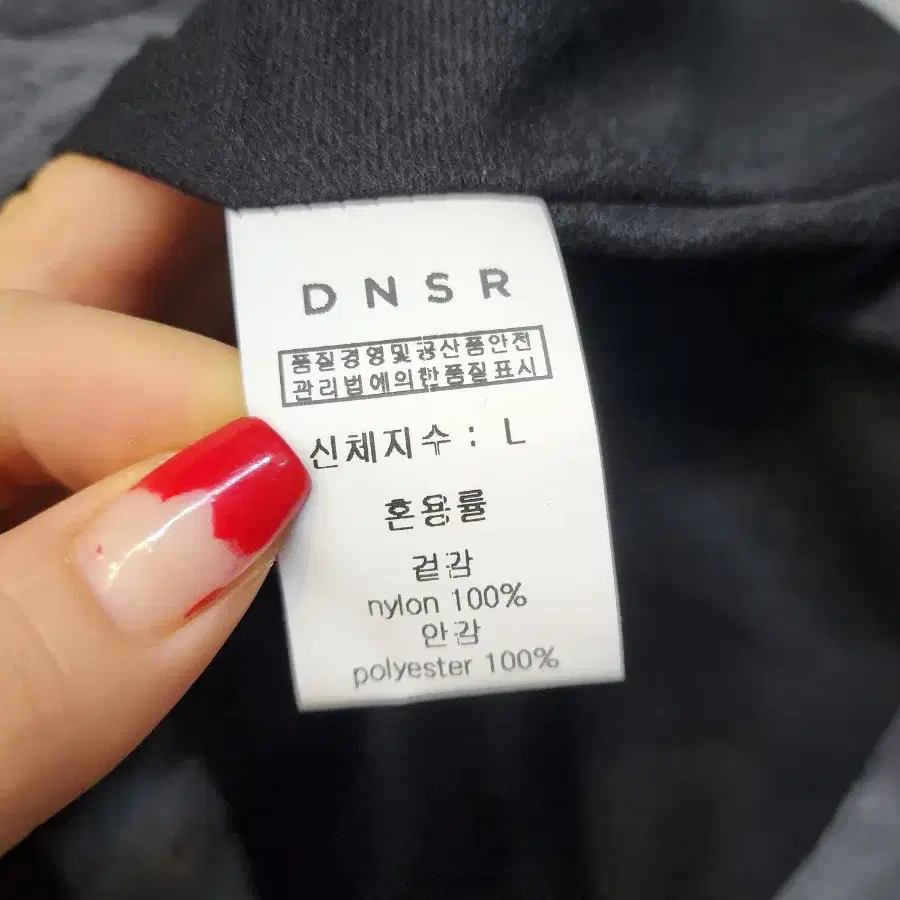 DNSR
품질경영및공산품안전
관리법에의한품질표시
신체지수 : L
혼용률
겉감
nylon 100%
안감
polyester 100%